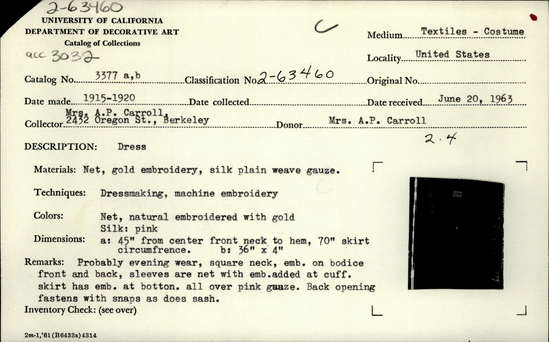 2-63460
UNIVERSITY OF CALIFORNIA
DEPARTMENT OF DECORATIVE ART
Catalog of Collections
acc 3032
C
Medium Textiles - Costume
Locality United States
Catalog No. 3377 a,b Classification No. 2-63460 Original No.
Date made 1915-1920 Date collected Date received June 20, 1963
Mrs. A.P. Carroll,
Collector 2432 Oregon St., Berkeley Donor Mrs. A.P. Carroll
2.4
DESCRIPTION: Dress
Materials: Net, gold embroidery, silk plain weave gauze.
Techniques: Dressmaking, machine embroidery
Colors: Net, natural embroidered with gold
Silk: pink
Dimensions: a: 45" from center front neck to hem, 70" skirt
circumfrence. b: 36" x 4"
Remarks: Probably evening wear, square neck, emb. on bodice
front and back, sleeves are net with emb.added at cuff.
skirt has emb. at botton. all over pink guaze. Back opening
fastens with snaps as does sash.
Inventory Check: (see over)
2m-1,'61(B6433s)4314